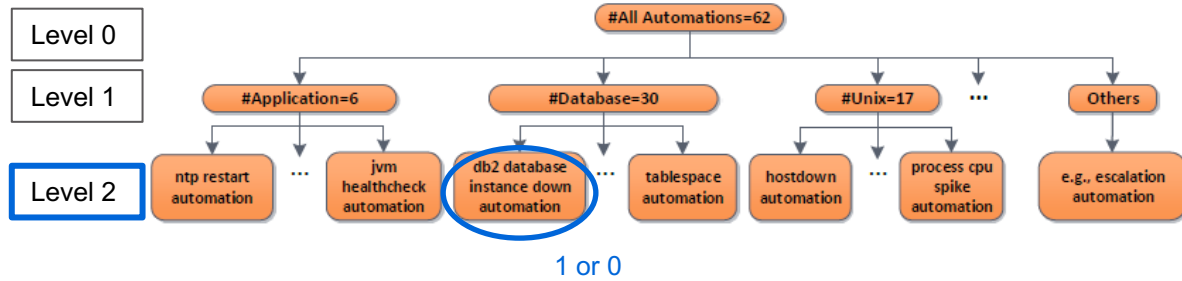 Level 0
#All Automations=62
Level 1
#Application=6
#Database=30
#Unix=17
...
Others
Level 2
ntp restart
automation
...
jvm
healthcheck
automation
db2 database
instance down
automation
...
tablespace
automation
hostdown
automation
...
process cpu
spike
automation
e.g., escalation
automation
1 or 0